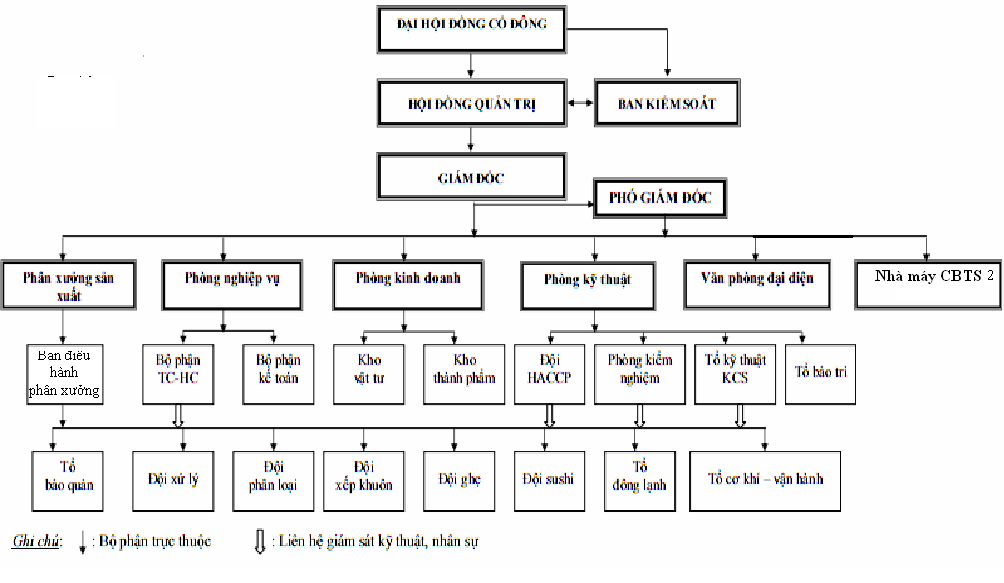 ĐẠI HỘI ĐỒNG CỔ ĐÔNG
HỘI ĐỒNG QUẢN TRỊ
BAN KIỂM SOÁT
GIÁM ĐỐC
PHÓ GIÁM ĐỐC
Phân xưởng sản
xuất
Phòng nghiệp vụ
Phòng kinh doanh
Phòng kỹ thuật
Văn phòng đại diện
Nhà máy CBTS 2
Ban điều
hành
phân xưởng
Bộ phận
TC-HC
Bộ phận
kế toán
Kho
vật tư
Kho
thành phẩm
Đội
HACCP
Phòng kiểm
nghiệm
Tổ kỹ thuật
KCS
Tổ bảo trì
Tổ
bảo quản
Đội xử lý
Đội
phân loại
Đội
xếp khuôn
Đội ghẹ
Đội sushi
Tổ
đông lạnh
Tổ cơ khí – vận hành
Ghi chú: : Bộ phận trực thuộc : Liên hệ giám sát kỹ thuật, nhân sự